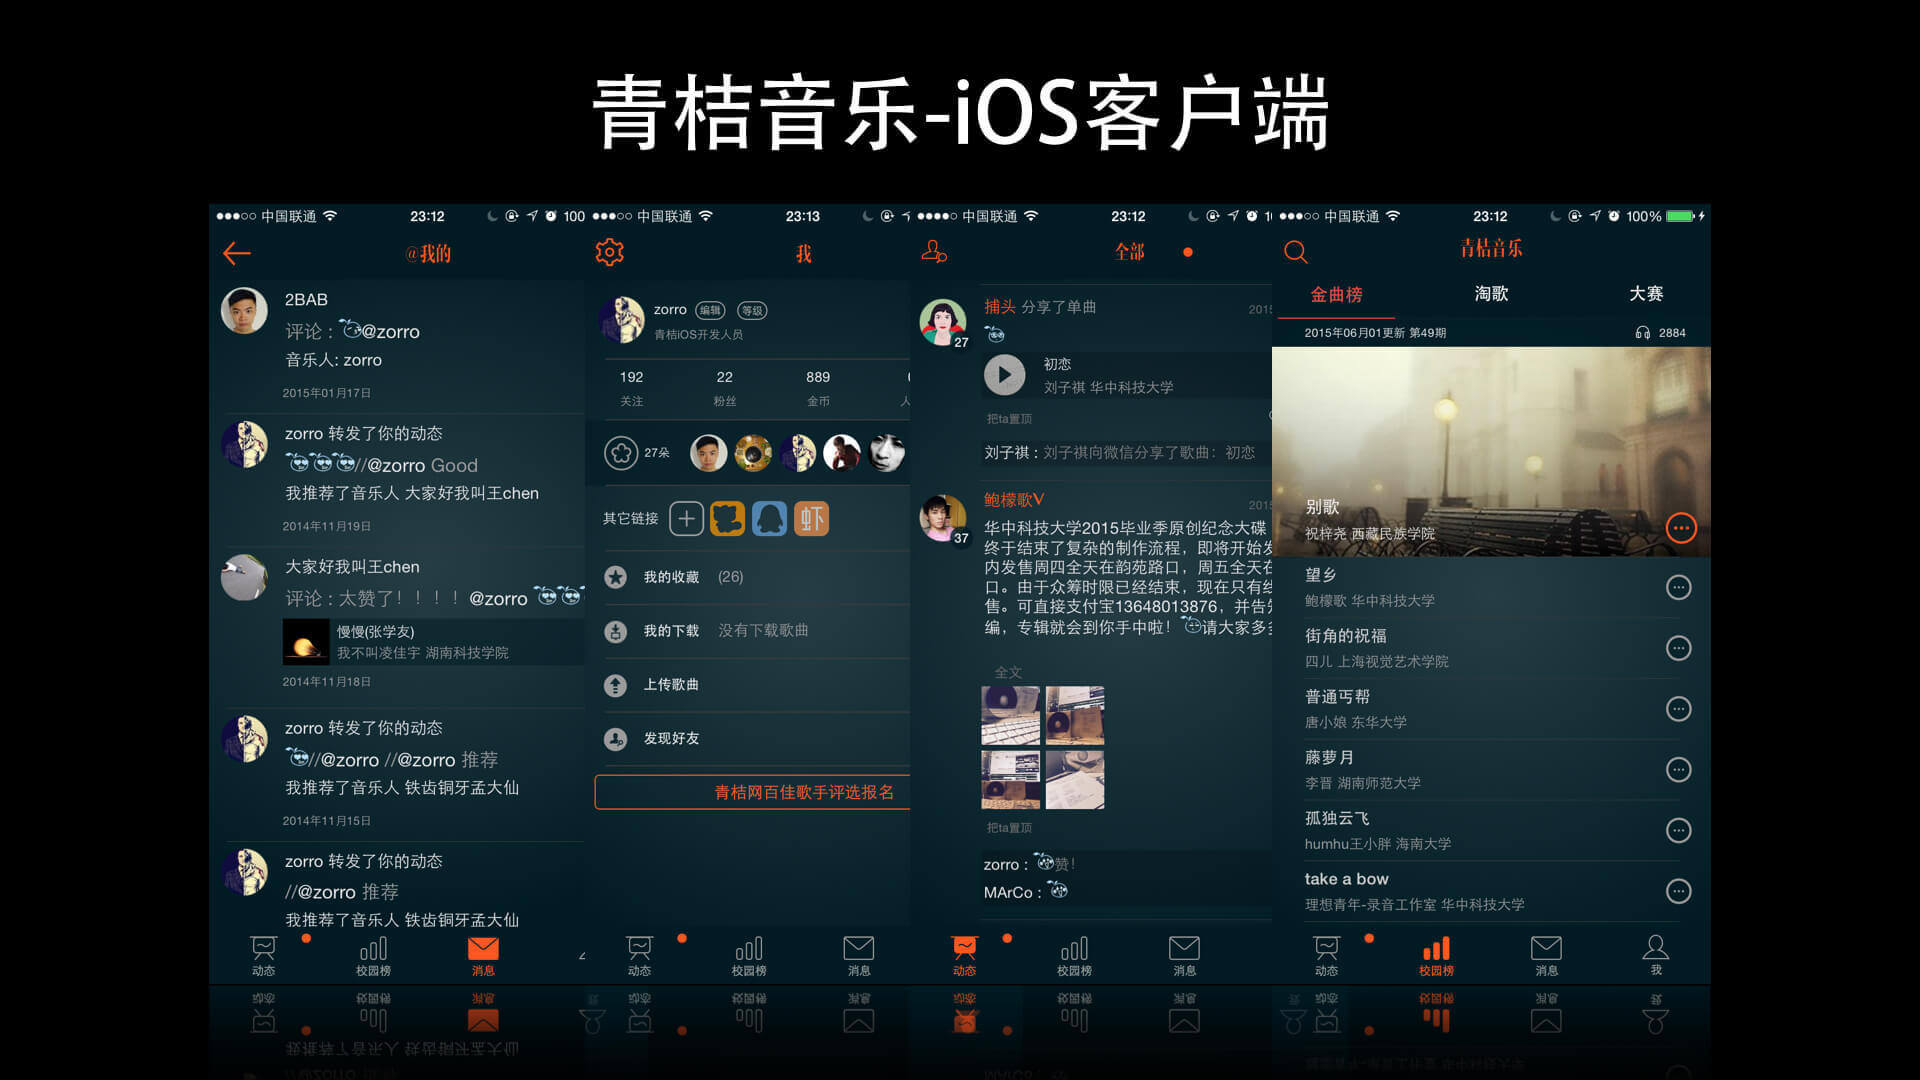 青桔音乐-iOS客户端
中国联通 23:12 100
@我的
2BAB
评论 : @zorro
音乐人: zorro
2015年01月17日
zorro 转发了你的动态
//@zorro Good
我推荐了音乐人 大家好我叫王chen
2014年11月19日
大家好我叫王chen
评论 : 太赞了！！！！@zorro
慢慢(张学友)
我不叫凌佳宇 湖南科技学院
2014年11月18日
zorro 转发了你的动态
//@zorro //@zorro 推荐
我推荐了音乐人 铁齿铜牙孟大仙
2014年11月15日
zorro 转发了你的动态
//@zorro 推荐
我推荐了音乐人 铁齿铜牙孟大仙
动态 校园榜 消息
中国联通 23:13
我
zorro 编辑 等级
青桔iOS开发人员
192 22 889
关注 粉丝 金币
27朵
其它链接 虾
我的收藏 (26)
我的下载 没有下载歌曲
上传歌曲
发现好友
青桔网百佳歌手评选报名
动态 校园榜 消息
中国联通 23:12
全部
捕头 分享了单曲 2015
27
初恋
刘子祺 华中科技大学
把ta置顶
刘子祺 : 刘子祺向微信分享了歌曲：初恋
鲍檬歌V 2015
37
华中科技大学2015毕业季原创纪念大碟
终于结束了复杂的制作流程，即将开始发
内发售周四全天在韵苑路口，周五全天在
口。由于众筹时限已经结束，现在只有线
售。可直接支付宝13648013876，并告知
编，专辑就会到你手中啦！请大家多多
全文
把ta置顶
zorro : 赞！
MArCo :
动态 校园榜 消息
中国联通 23:12 100%
青桔音乐
金曲榜 淘歌 大赛
2015年06月01更新 第49期 2884
别歌
祝梓尧 西藏民族学院
望乡
鲍檬歌 华中科技大学
街角的祝福
四儿 上海视觉艺术学院
普通丐帮
唐小娘 东华大学
藤萝月
李晋 湖南师范大学
孤独云飞
humhu王小胖 海南大学
take a bow
理想青年-录音工作室 华中科技大学
动态 校园榜 消息 我